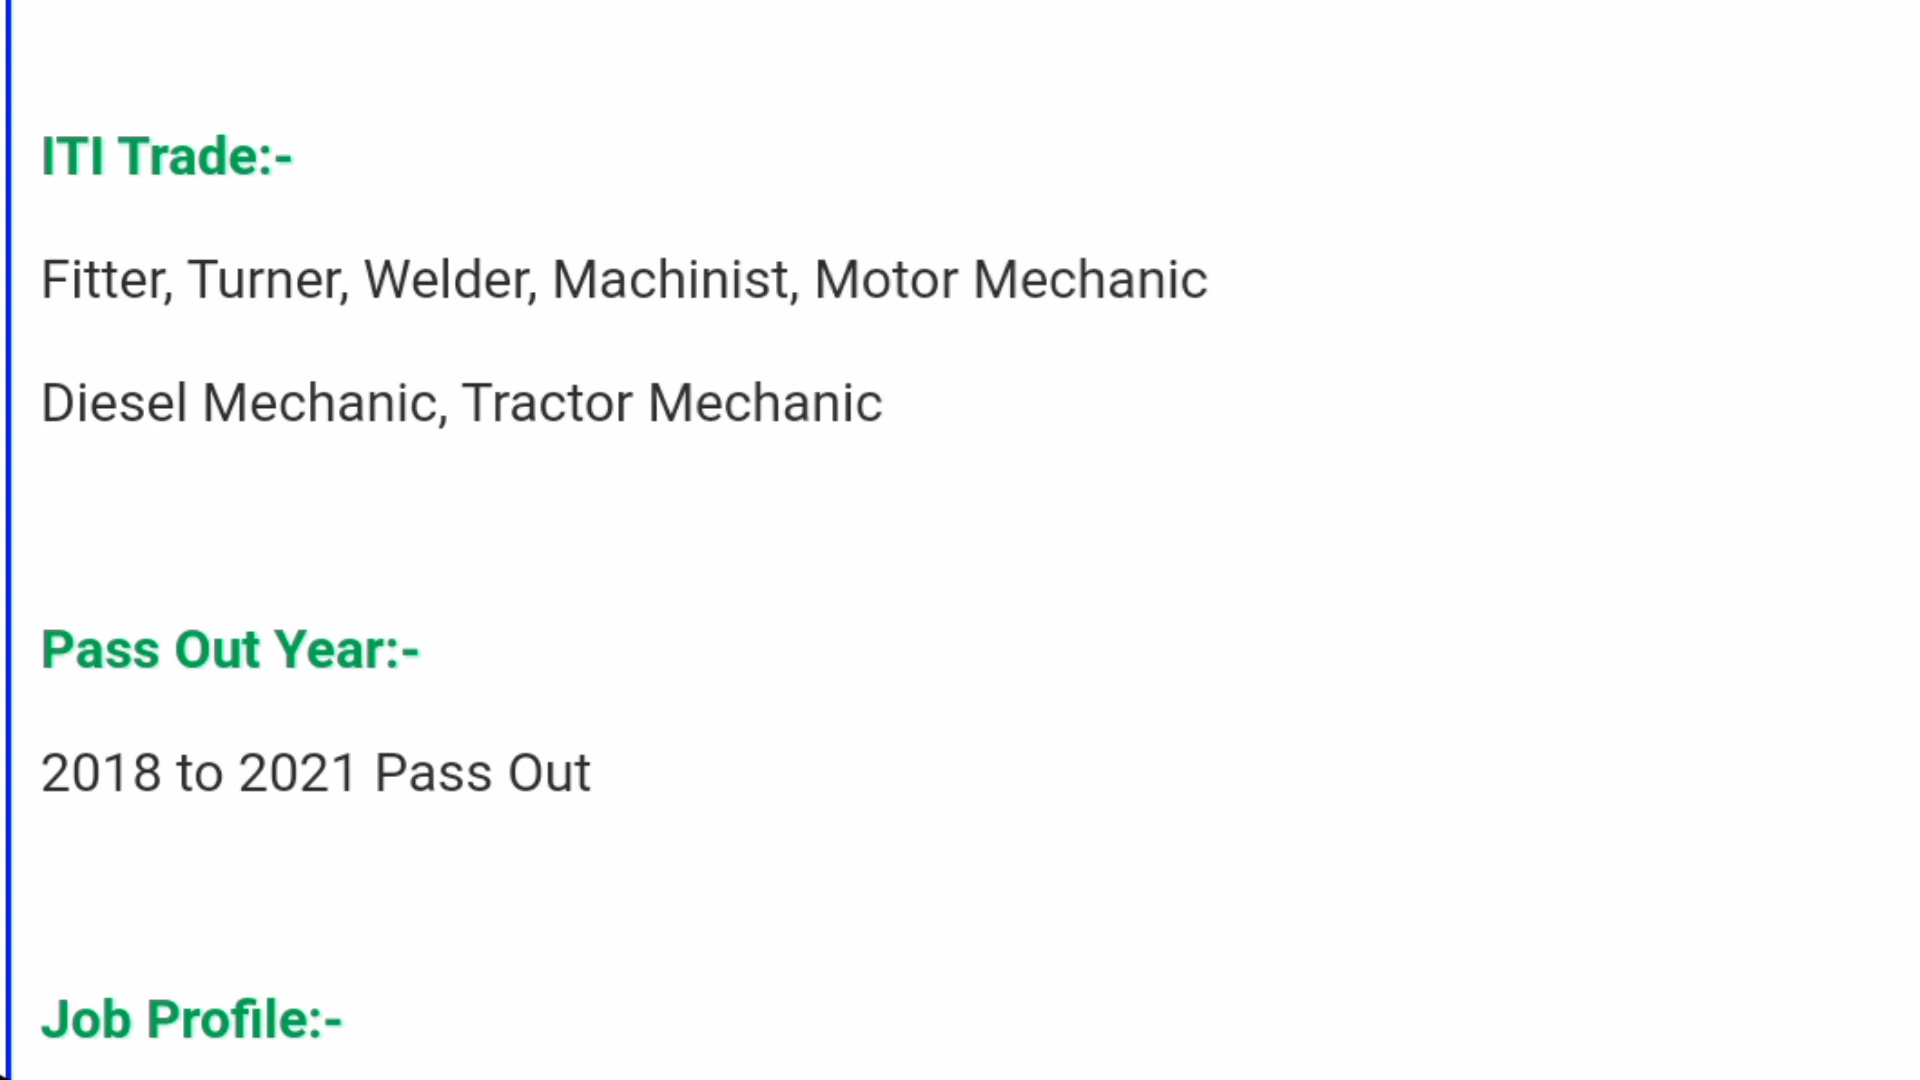 ITI Trade:-
Fitter, Turner, Welder, Machinist, Motor Mechanic
Diesel Mechanic, Tractor Mechanic
Pass Out Year:-
2018 to 2021 Pass Out
Job Profile:-